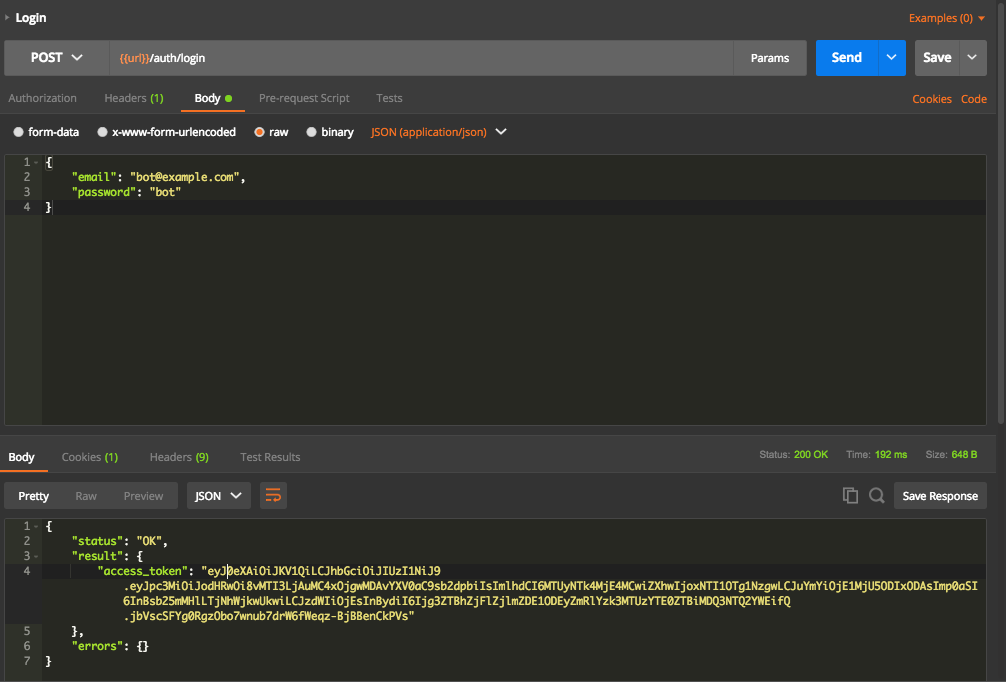 Login
Examples (0)
POST {{url}}/auth/login Params Send Save
Authorization Headers (1) Body Pre-request Script Tests Cookies Code
form-data x-www-form-urlencoded raw binary JSON (application/json)
1 {
2 "email": "bot@example.com",
3 "password": "bot"
4 }
Body Cookies (1) Headers (9) Test Results Status: 200 OK Time: 192 ms Size: 648 B
Pretty Raw Preview JSON Save Response
1 {
2 "status": "OK",
3 "result": {
4 "access_token": "eyJ0eXAiOiJKV1QiLCJhbGciOiJIUzI1NiJ9
.eyJpc3MiOiJodHRwOi8vMTI3LjAuMC4xOjgwMDAvYXV0aC9sb2dpbiIsImlhdCI6MTUyNTk4MjE4MCwiZXhwIjoxNTI1OTg1NzgwLCJuYmYiOjE1MjU5ODIxODAsImp0aSI
6InBsb25mMHlLTjNhWjkwUkwiLCJzdWIiOjEsInBydiI6Ijg3ZTBhZjFlZjlmZDE1ODEyZmRlYzk3MTUzYTE0ZTBiMDQ3NTQ2YWEifQ
.jbVscSFYg0RgzObo7wnub7drW6fWeqz-BjBBenCkPVs"
5 },
6 "errors": {}
7 }